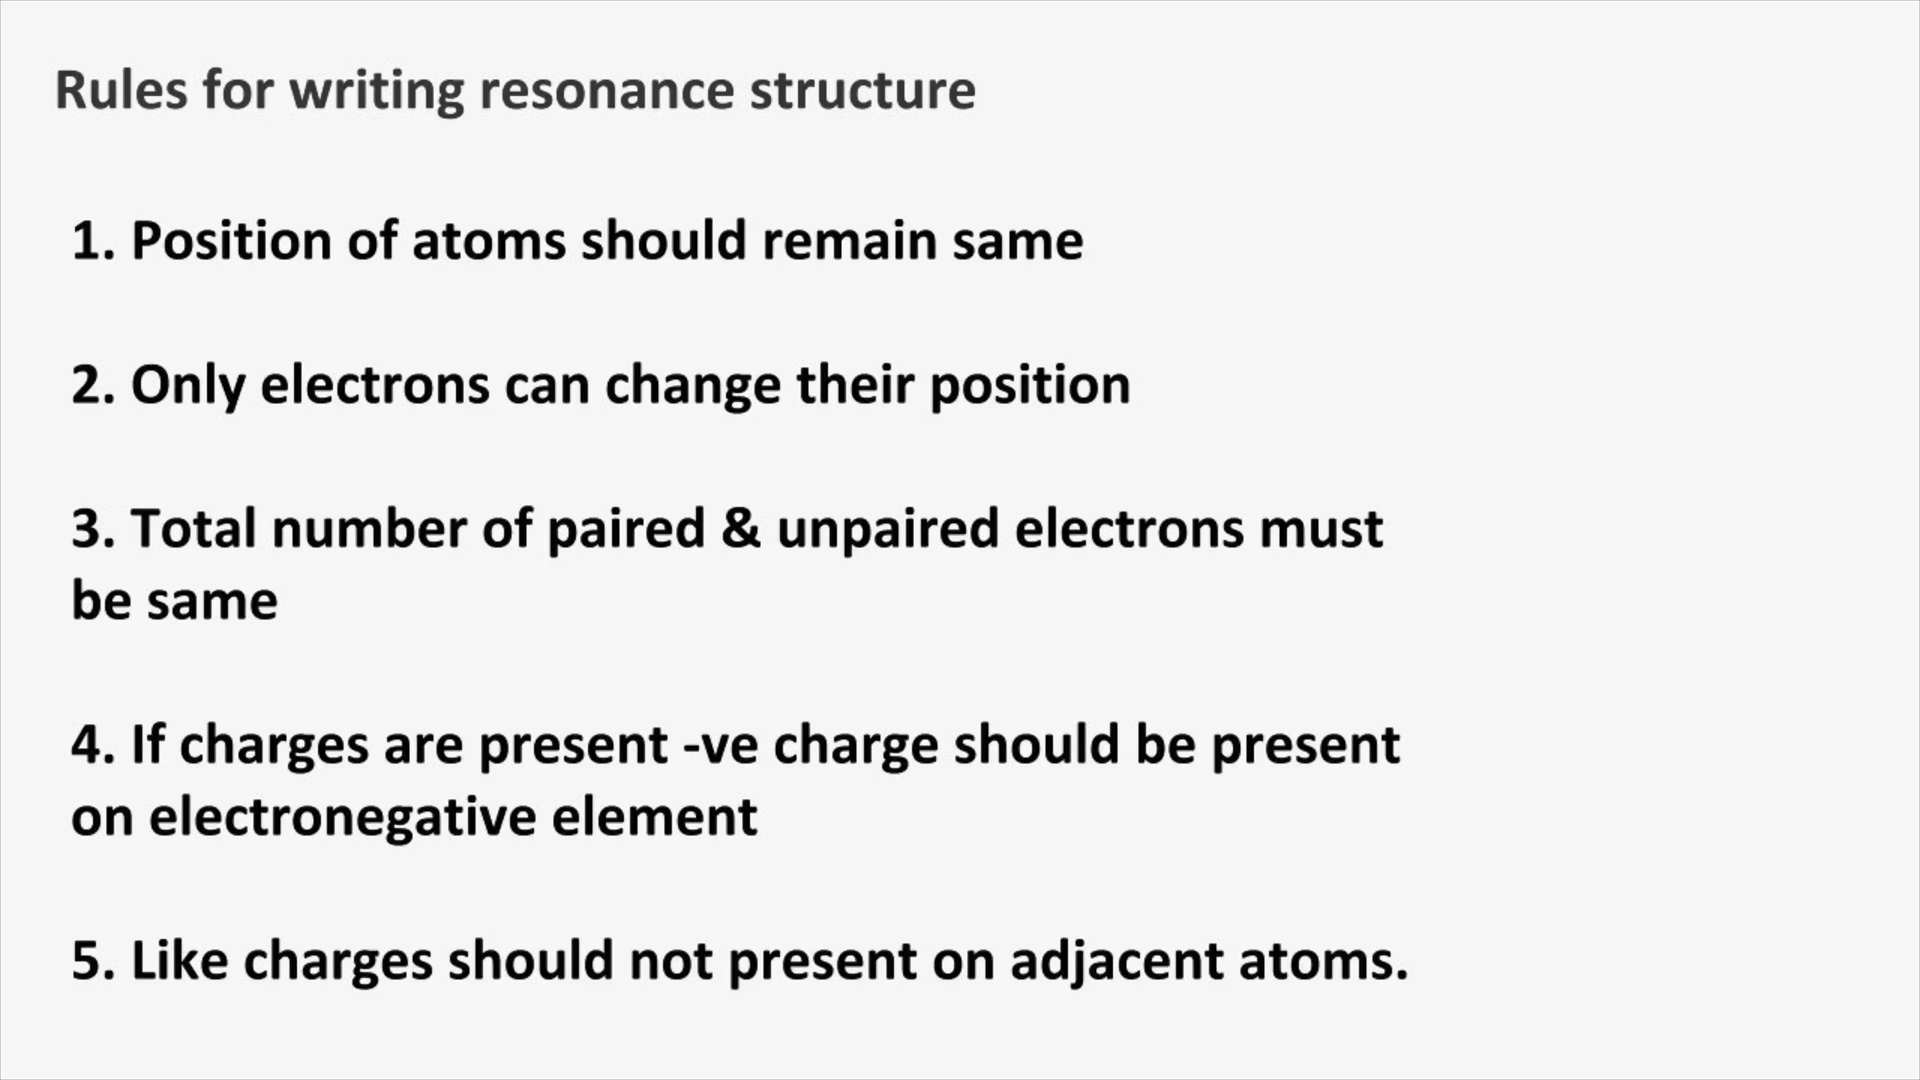 Rules for writing resonance structure
1. Position of atoms should remain same
2. Only electrons can change their position
3. Total number of paired & unpaired electrons must
be same
4. If charges are present -ve charge should be present
on electronegative element
5. Like charges should not present on adjacent atoms.